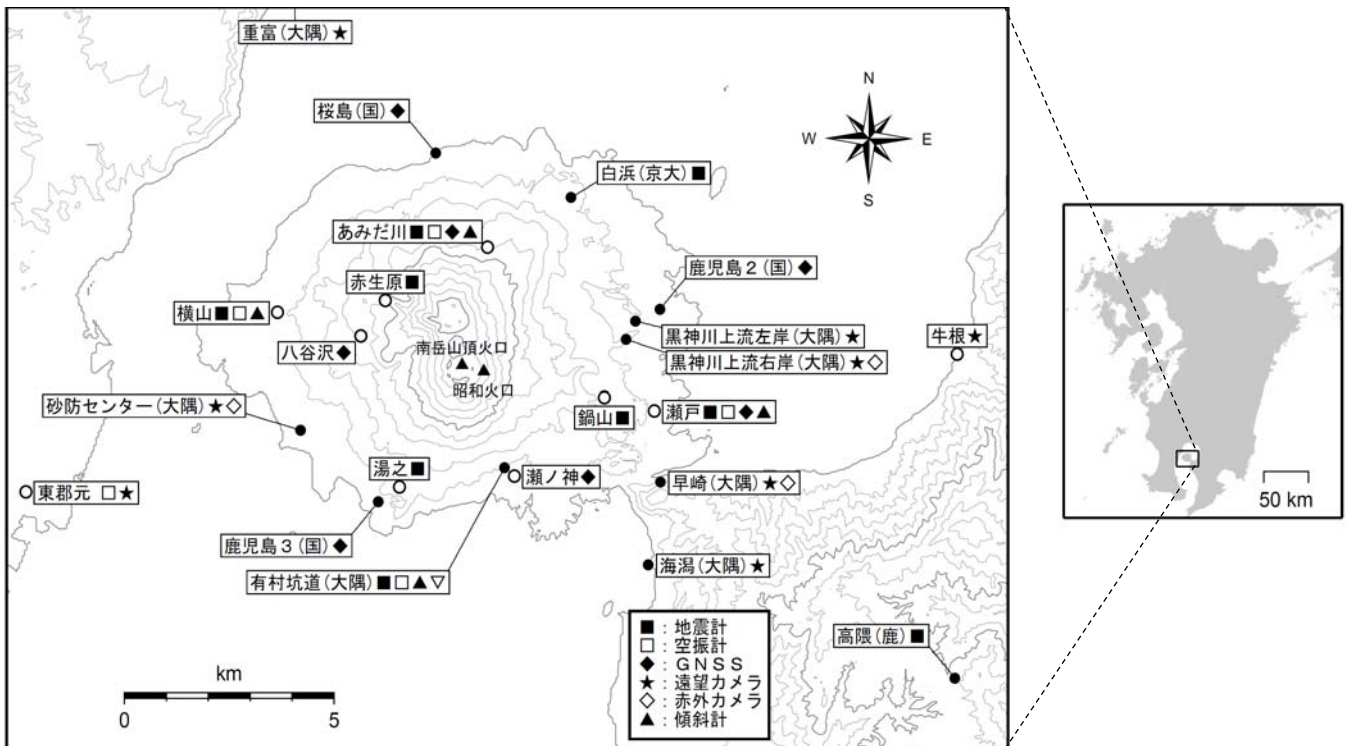 重富(大隅)★
桜島(国)◆
N
W E
S
白浜(京大)■
あみだ川■□◆▲
鹿児島2(国)◆
赤生原■
横山■□▲
黒神川上流左岸(大隅)★
牛根★
八谷沢◆
南岳山頂火口
黒神川上流右岸(大隅)★◇
昭和火口
砂防センター(大隅)★◇
鍋山■
瀬戸■□◆▲
湯之■
瀬ノ神◆
早崎(大隅)★◇
東郡元 □★
50 km
鹿児島3(国)◆
海潟(大隅)★
有村坑道(大隅)■□▲▽
■:地震計
□:空振計
◆:GNSS
★:遠望カメラ
◇:赤外カメラ
▲:傾斜計
高隈(鹿)■
km
0 5